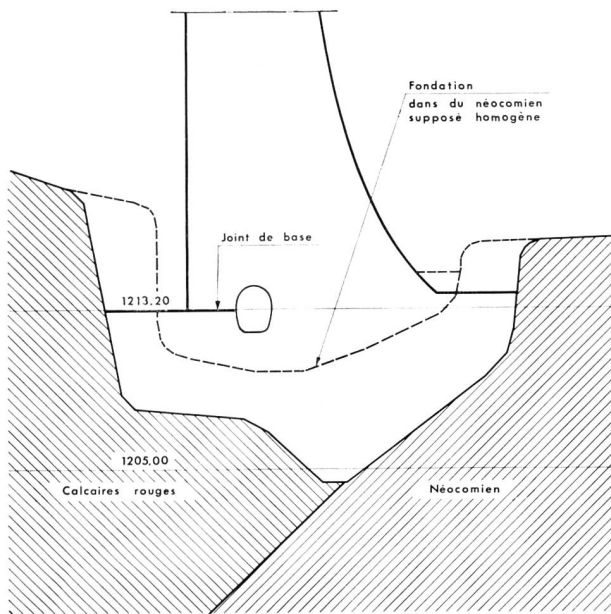 Fondation
dans du néocomien
supposé homogène
Joint de base
1213.20
1205.00
Calcaires rouges
Néocomien